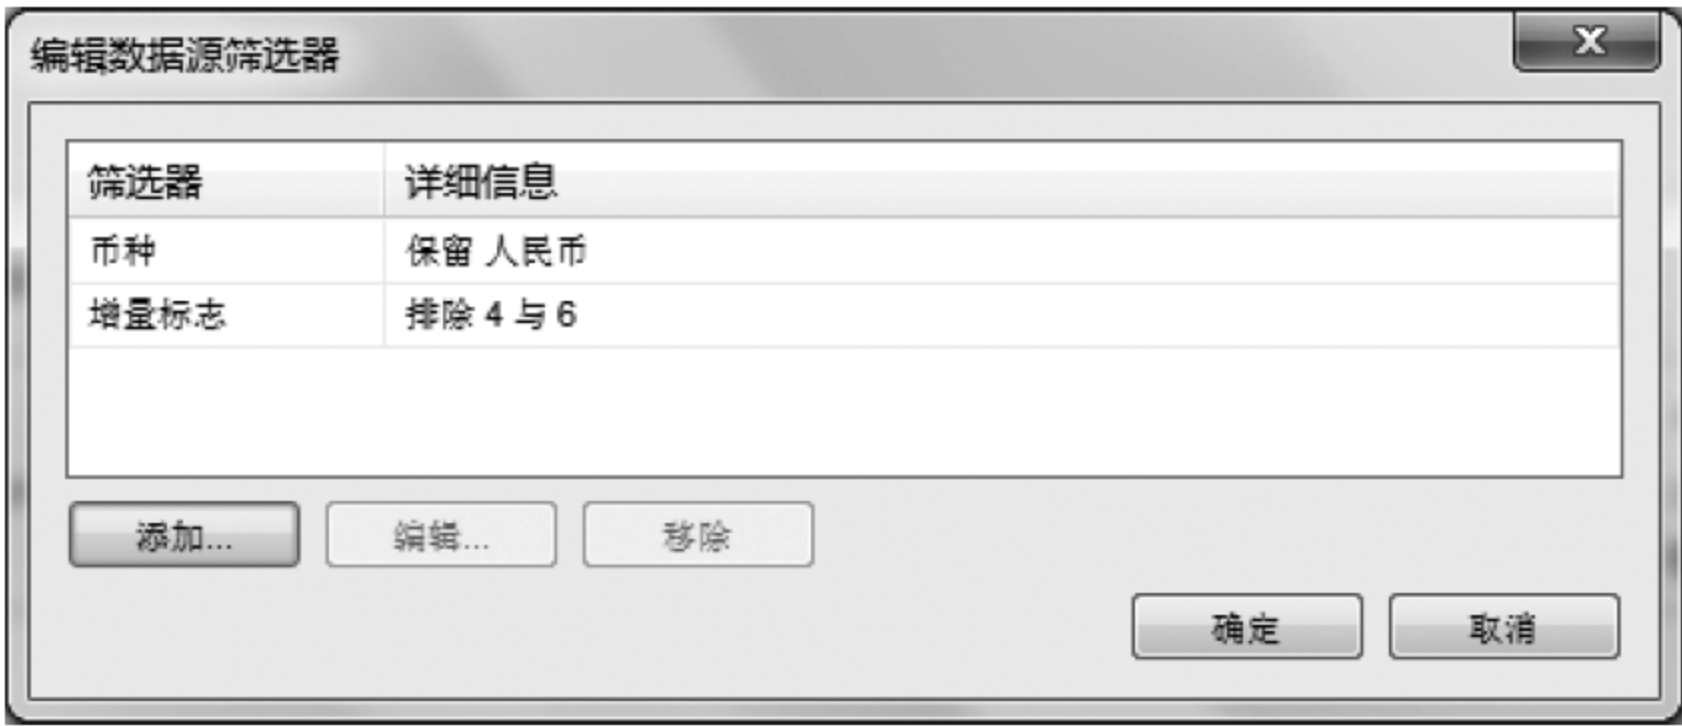 编辑数据源筛选器
筛选器 详细信息
币种 保留 人民币
增量标志 排除 4 与 6
添加... 编辑... 移除
确定 取消